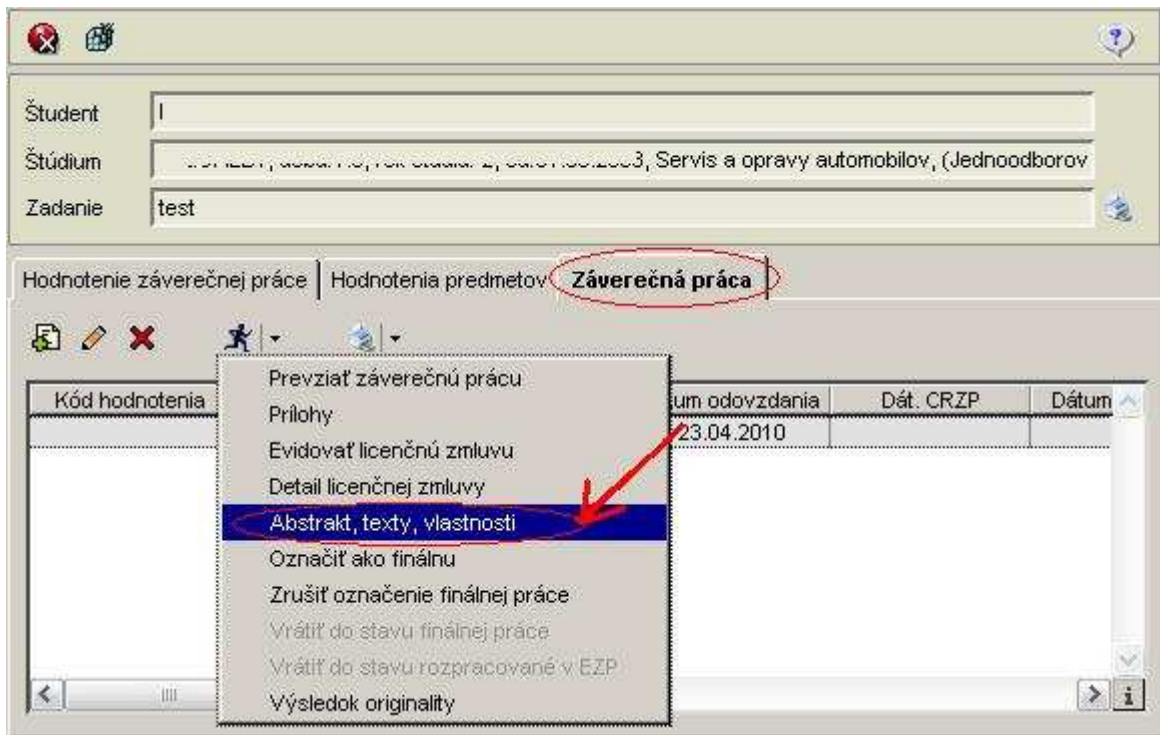 Študent
Štúdium Servis a opravy automobilov, (Jednoodborov
Zadanie test
Hodnotenie záverečnej práce Hodnotenia predmetov Záverečná práca
Prevziať záverečnú prácu
Kód hodnotenia um odovzdania Dát. CRZP Dátum
Prílohy
23.04.2010
Evidovať licenčnú zmluvu
Detail licenčnej zmluvy
Abstrakt, texty, vlastnosti
Označiť ako finálnu
Zrušiť označenie finálnej práce
Vrátiť do stavu finálnej práce
Vrátiť do stavu rozpracované v EZP
Výsledok originality